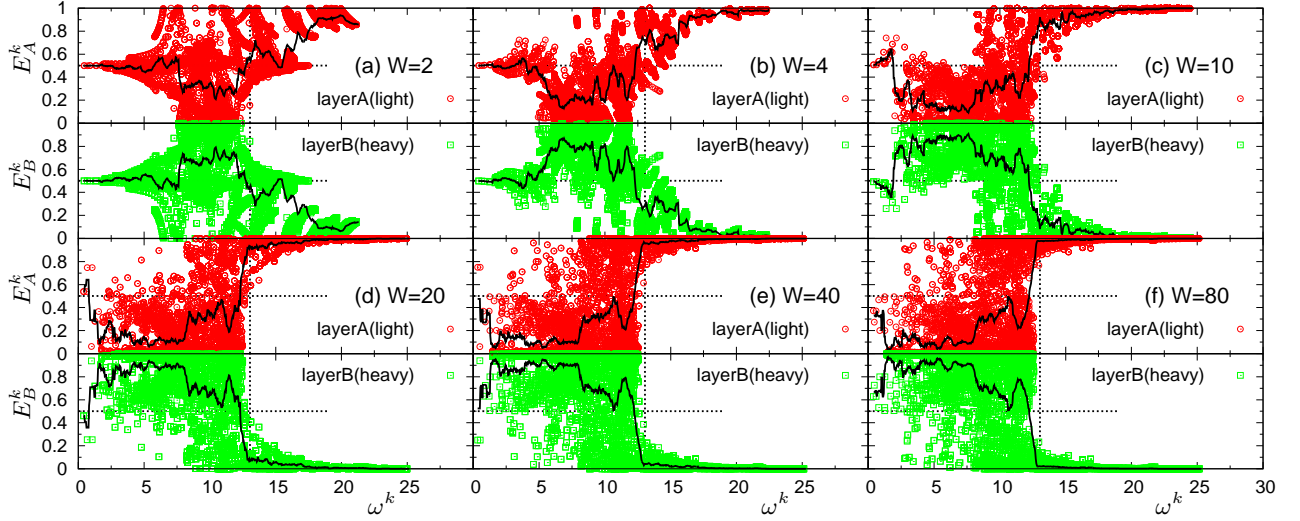 1
0.8
0.6
0.4
0.2
0
E_A^k
(a) W=2
layerA(light)
(b) W=4
layerA(light)
(c) W=10
layerA(light)
0.8
0.6
0.4
0.2
0
E_B^k
layerB(heavy)
layerB(heavy)
layerB(heavy)
0.8
0.6
0.4
0.2
0
E_A^k
(d) W=20
layerA(light)
(e) W=40
layerA(light)
(f) W=80
layerA(light)
0.8
0.6
0.4
0.2
0
E_B^k
layerB(heavy)
layerB(heavy)
layerB(heavy)
0 5 10 15 20 25 0 5 10 15 20 25 0 5 10 15 20 25 30
ω^k ω^k ω^k